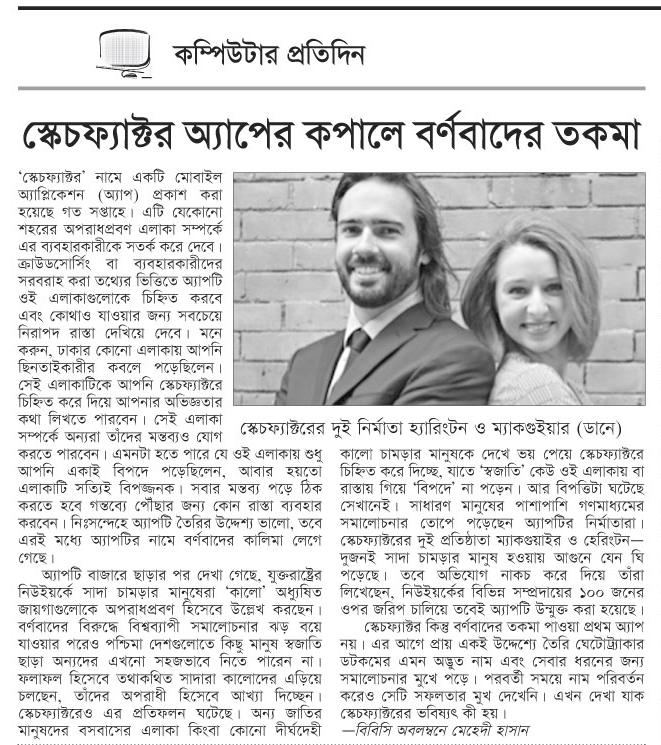 কম্পিউটার প্রতিদিন
স্কেচফ্যাক্টর অ্যাপের কপালে বর্ণবাদের তকমা
‘স্কেচফ্যাক্টর’ নামে একটি মোবাইল
অ্যাপ্লিকেশন (অ্যাপ) প্রকাশ করা
হয়েছে গত সপ্তাহে। এটি যেকোনো
শহরের অপরাধপ্রবণ এলাকা সম্পর্কে
এর ব্যবহারকারীকে সতর্ক করে দেবে।
ক্রাউডসোর্সিং বা ব্যবহারকারীদের
সরবরাহ করা তথ্যের ভিত্তিতে অ্যাপটি
ওই এলাকাগুলোকে চিহ্নিত করবে
এবং কোথাও যাওয়ার জন্য সবচেয়ে
নিরাপদ রাস্তা দেখিয়ে দেবে। মনে
করুন, ঢাকার কোনো এলাকায় আপনি
ছিনতাইকারীর কবলে পড়েছিলেন।
সেই এলাকাটিকে আপনি স্কেচফ্যাক্টরে
চিহ্নিত করে দিয়ে আপনার অভিজ্ঞতার
কথা লিখতে পারবেন। সেই এলাকা
সম্পর্কে অন্যরা তাঁদের মন্তব্যও যোগ
করতে পারবেন। এমনটা হতে পারে যে ওই এলাকায় শুধু
আপনি একাই বিপদে পড়েছিলেন, আবার হয়তো
এলাকাটি সত্যিই বিপজ্জনক। সবার মন্তব্য পড়ে ঠিক
করতে হবে গন্তব্যে পৌঁছার জন্য কোন রাস্তা ব্যবহার
করবেন। নিঃসন্দেহে অ্যাপটি তৈরির উদ্দেশ্য ভালো, তবে
এরই মধ্যে অ্যাপটির নামে বর্ণবাদের কালিমা লেগে
গেছে।
অ্যাপটি বাজারে ছাড়ার পর দেখা গেছে, যুক্তরাষ্ট্রের
নিউইয়র্কে সাদা চামড়ার মানুষেরা ‘কালো’ অধ্যুষিত
জায়গাগুলোকে অপরাধপ্রবণ হিসেবে উল্লেখ করছেন।
বর্ণবাদের বিরুদ্ধে বিশ্বব্যাপী সমালোচনার ঝড় বয়ে
যাওয়ার পরেও পশ্চিমা দেশগুলোতে কিছু মানুষ স্বজাতি
ছাড়া অন্যদের এখনো সহজভাবে নিতে পারেন না।
ফলাফল হিসেবে তথাকথিত সাদারা কালোদের এড়িয়ে
চলছেন, তাঁদের অপরাধী হিসেবে আখ্যা দিচ্ছেন।
স্কেচফ্যাক্টরেও এর প্রতিফলন ঘটেছে। অন্য জাতির
মানুষদের বসবাসের এলাকা কিংবা কোনো দীর্ঘদেহী
স্কেচফ্যাক্টরের দুই নির্মাতা হ্যারিংটন ও ম্যাকগুইয়ার (ডানে)
কালো চামড়ার মানুষকে দেখে ভয় পেয়ে স্কেচফ্যাক্টরে
চিহ্নিত করে দিচ্ছে, যাতে ‘স্বজাতি’ কেউ ওই এলাকায় বা
রাস্তায় গিয়ে ‘বিপদে’ না পড়েন। আর বিপত্তিটা ঘটেছে
সেখানেই। সাধারণ মানুষের পাশাপাশি গণমাধ্যমের
সমালোচনার তোপে পড়েছেন অ্যাপটির নির্মাতারা।
স্কেচফ্যাক্টরের দুই প্রতিষ্ঠাতা ম্যাকগুয়াইর ও হেরিংটন—
দুজনই সাদা চামড়ার মানুষ হওয়ায় আগুনে যেন ঘি
পড়েছে। তবে অভিযোগ নাকচ করে দিয়ে তাঁরা
লিখেছেন, নিউইয়র্কের বিভিন্ন সম্প্রদায়ের ১০০ জনের
ওপর জরিপ চালিয়ে তবেই অ্যাপটি উন্মুক্ত করা হয়েছে।
স্কেচফ্যাক্টর কিন্তু বর্ণবাদের তকমা পাওয়া প্রথম অ্যাপ
নয়। এর আগে প্রায় একই উদ্দেশ্যে তৈরি ঘেটোট্র্যাকার
ডটকমের এমন অদ্ভুত নাম এবং সেবার ধরনের জন্য
সমালোচনার মুখে পড়ে। পরবর্তী সময়ে নাম পরিবর্তন
করেও সেটি সফলতার মুখ দেখেনি। এখন দেখা যাক
স্কেচফ্যাক্টরের ভবিষ্যৎ কী হয়।
—বিবিসি অবলম্বনে মেহেদী হাসান